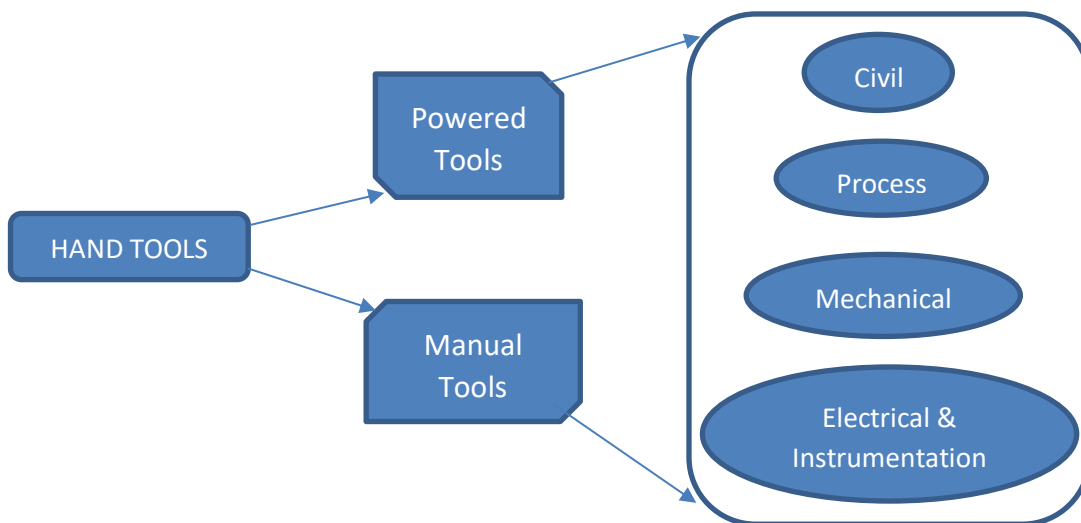 HAND TOOLS
Powered
Tools
Manual
Tools
Civil
Process
Mechanical
Electrical &
Instrumentation